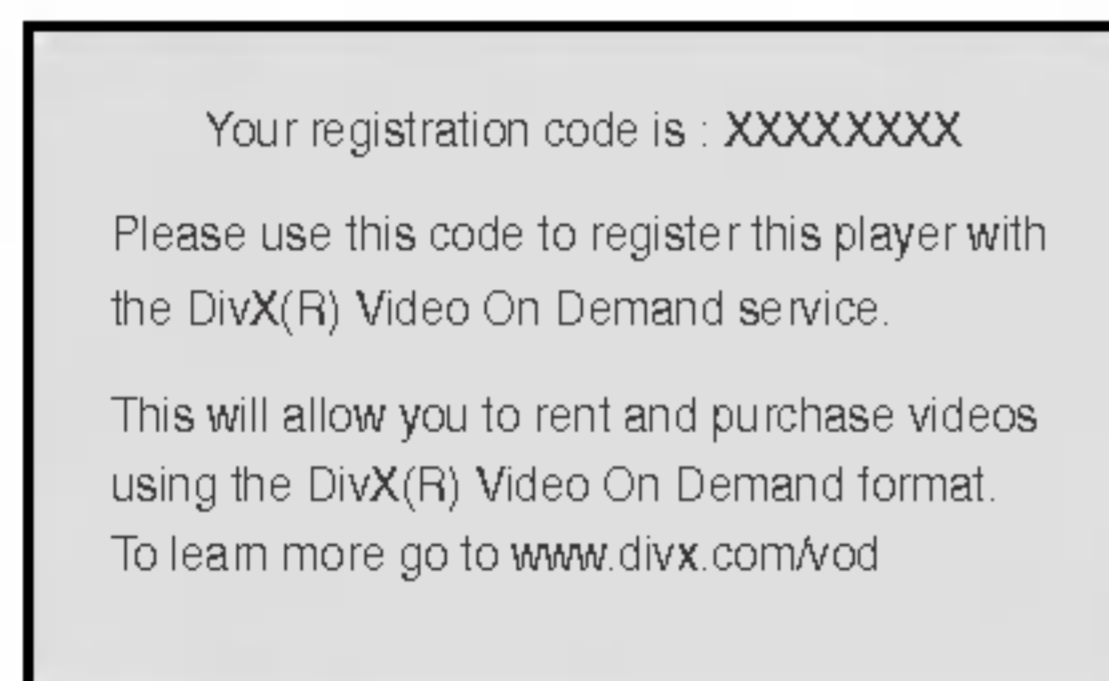 Your registration code is : XXXXXXXX
Please use this code to register this player with
the DivX(R) Video On Demand service.
This will allow you to rent and purchase videos
using the DivX(R) Video On Demand format.
To learn more go to www.divx.com/vod